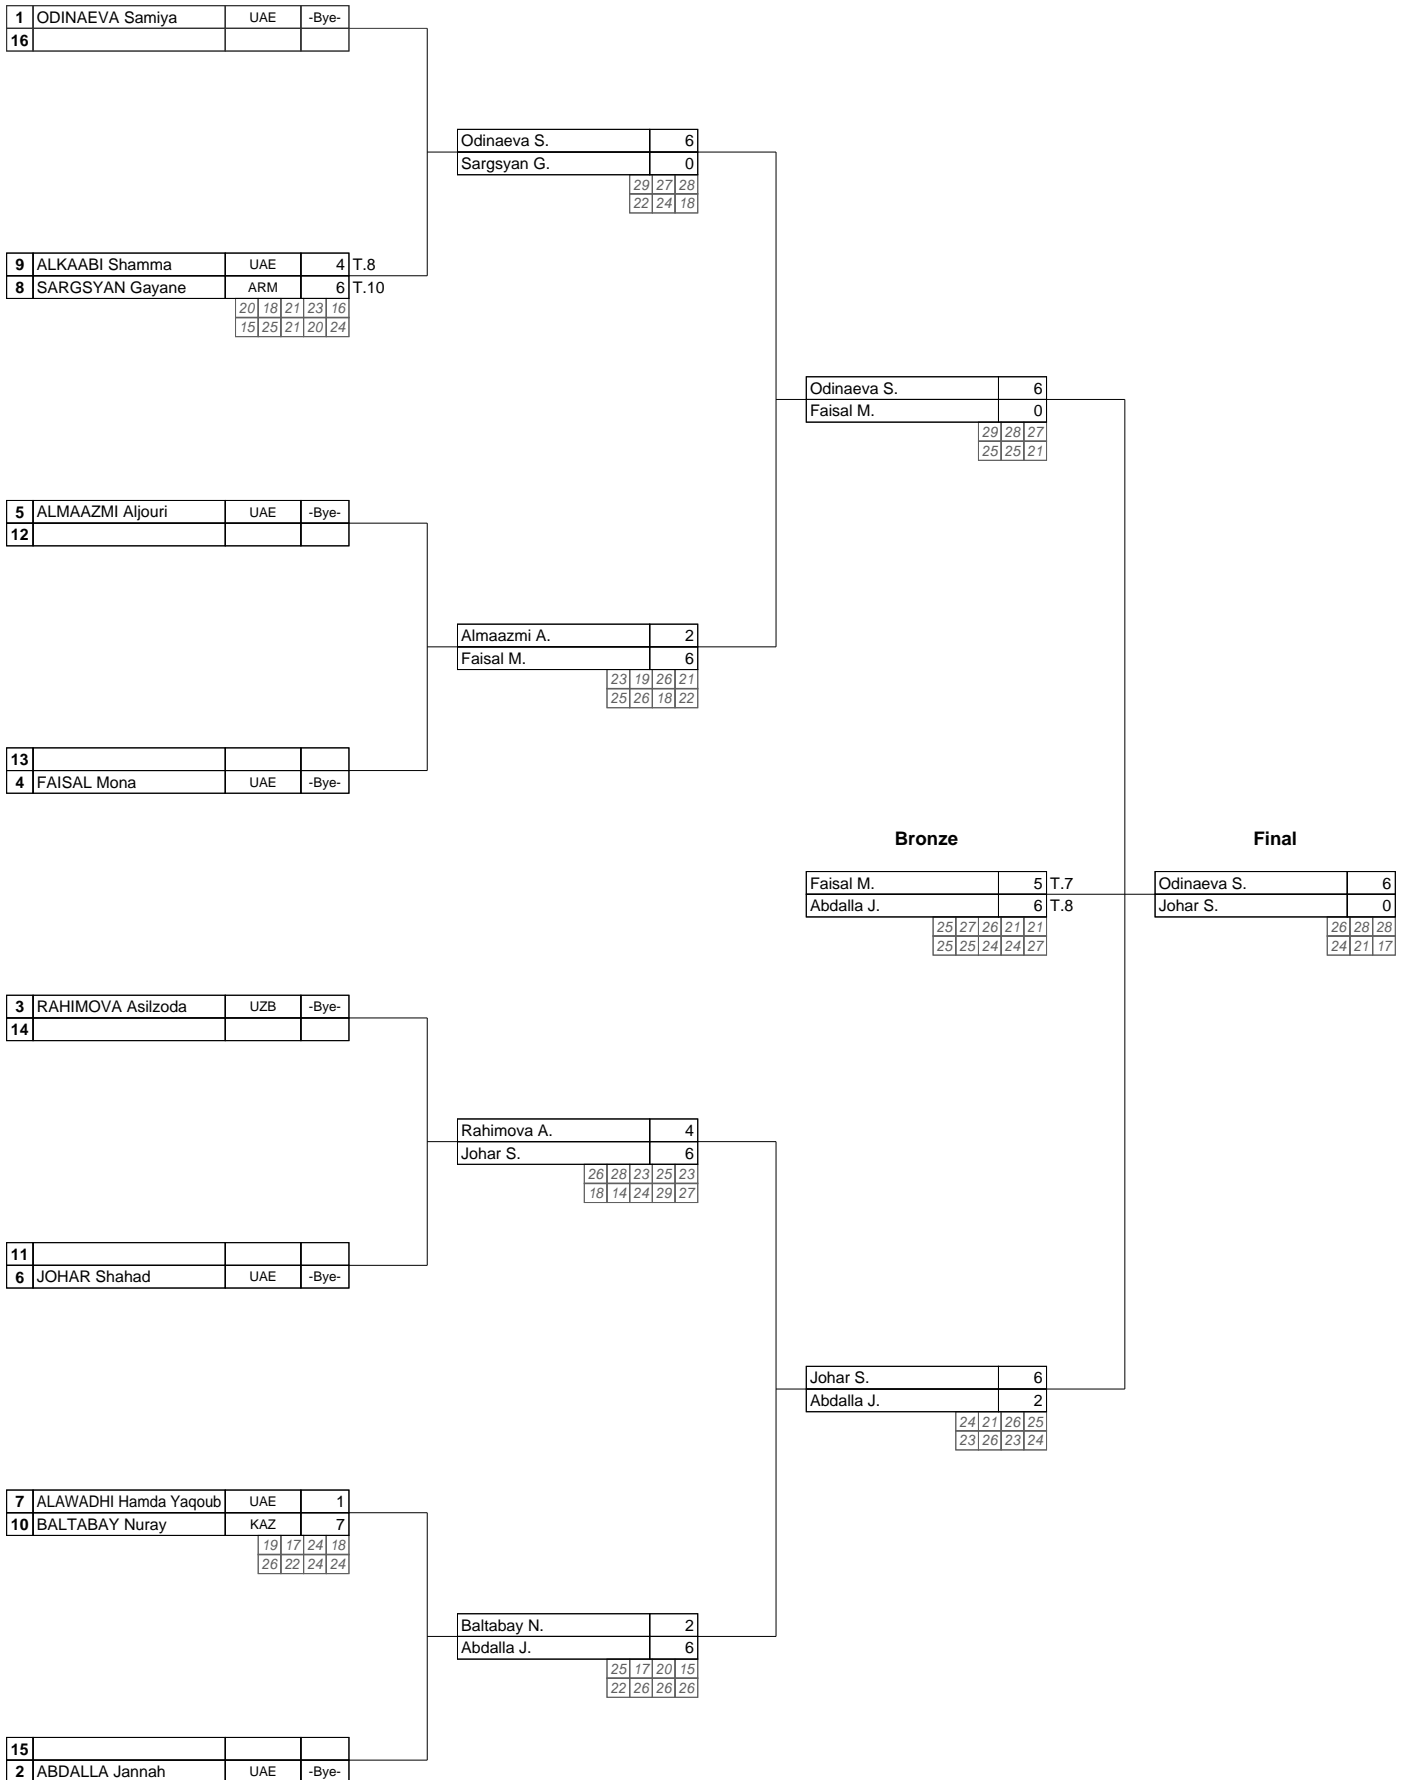 1 ODINAEVA Samiya UAE -Bye-
16
Odinaeva S. 6
Sargsyan G. 0
29 27 28
22 24 18
9 ALKAABI Shamma UAE 4 T.8
8 SARGSYAN Gayane ARM 6 T.10
20 18 21 23 16
15 25 21 20 24
Odinaeva S. 6
Faisal M. 0
29 28 27
25 25 21
5 ALMAAZMI Aljouri UAE -Bye-
12
Almaazmi A. 2
Faisal M. 6
23 19 26 21
25 26 18 22
13
4 FAISAL Mona UAE -Bye-
Bronze Final
Faisal M. 5 T.7 Odinaeva S. 6
Abdalla J. 6 T.8 Johar S. 0
25 27 26 21 21 26 28 28
25 25 24 24 27 24 21 17
3 RAHIMOVA Asilzoda UZB -Bye-
14
Rahimova A. 4
Johar S. 6
26 28 23 25 23
18 14 24 29 27
11
6 JOHAR Shahad UAE -Bye-
Johar S. 6
Abdalla J. 2
24 21 26 25
23 26 23 24
7 ALAWADHI Hamda Yaqoub UAE 1
10 BALTABAY Nuray KAZ 7
19 17 24 18
26 22 24 24
Baltabay N. 2
Abdalla J. 6
25 17 20 15
22 26 26 26
15
2 ABDALLA Jannah UAE -Bye-